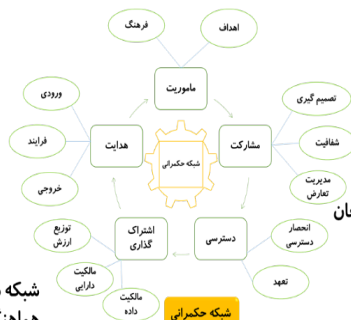 فرهنگ
اهداف
ماموریت
ورودی
فرایند
خروجی
هدایت
مشارکت
تصمیم گیری
شفافیت
مدیریت
تعارض
شبکه حکمرانی
اشتراک
گذاری
توزیع
ارزش
مالکیت
دارایی
مالکیت
داده
دسترسی
انحصار
دسترسی
تعهد
شبکه حکمرانی
شبکه